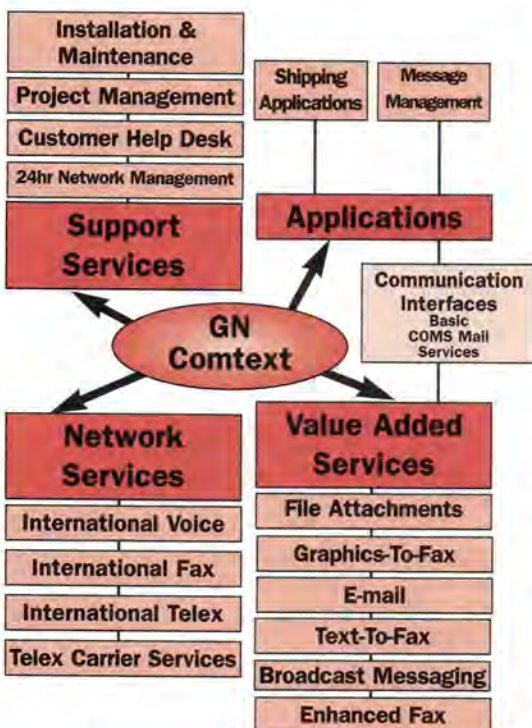 Installation &
Maintenance
Project Management
Customer Help Desk
24hr Network Management
Support
Services
Shipping
Applications
Message
Management
Applications
Communication
Interfaces
Basic
COMS Mail
Services
GN
Comtext
Network
Services
International Voice
International Fax
International Telex
Telex Carrier Services
Value Added
Services
File Attachments
Graphics-To-Fax
E-mail
Text-To-Fax
Broadcast Messaging
Enhanced Fax